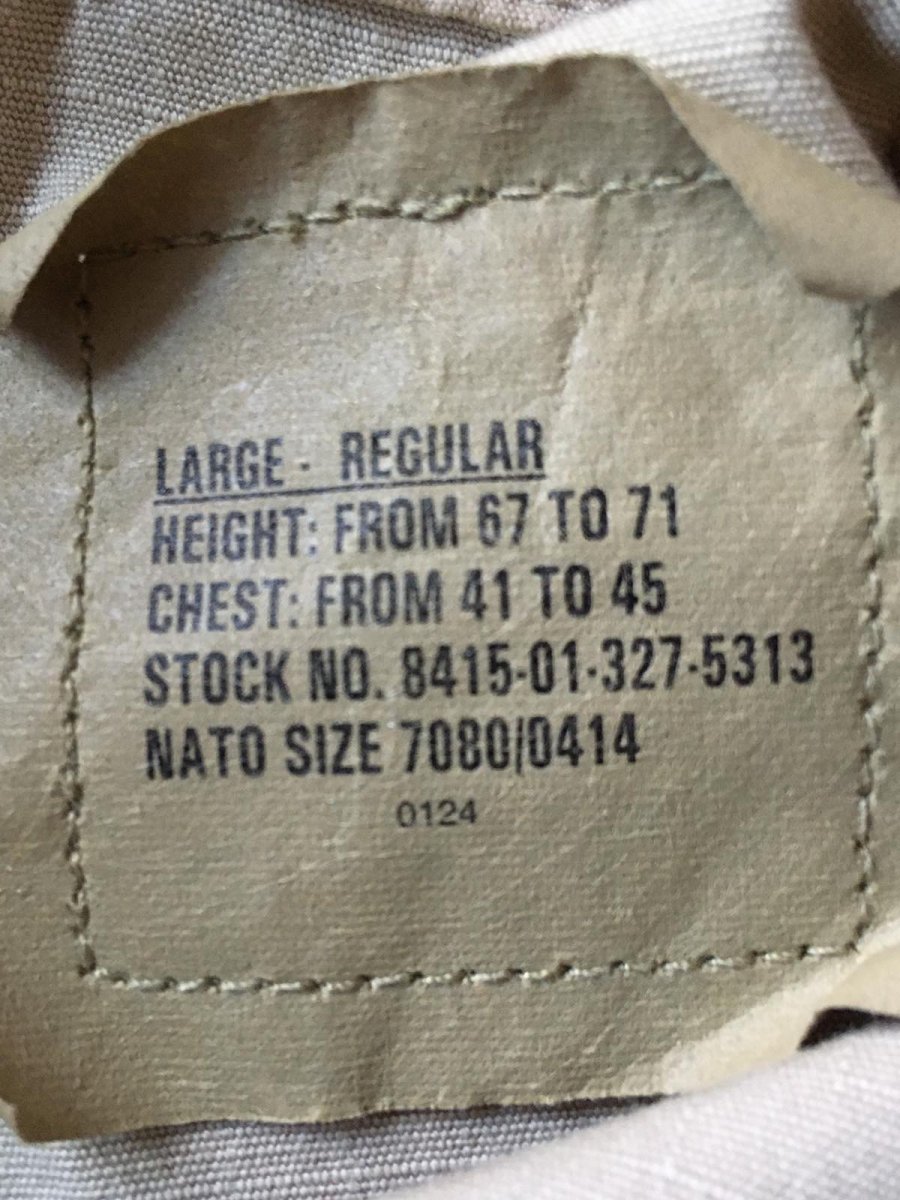 LARGE - REGULAR
HEIGHT: FROM 67 TO 71
CHEST: FROM 41 TO 45
STOCK NO. 8415-01-327-5313
NATO SIZE 7080/0414
0124